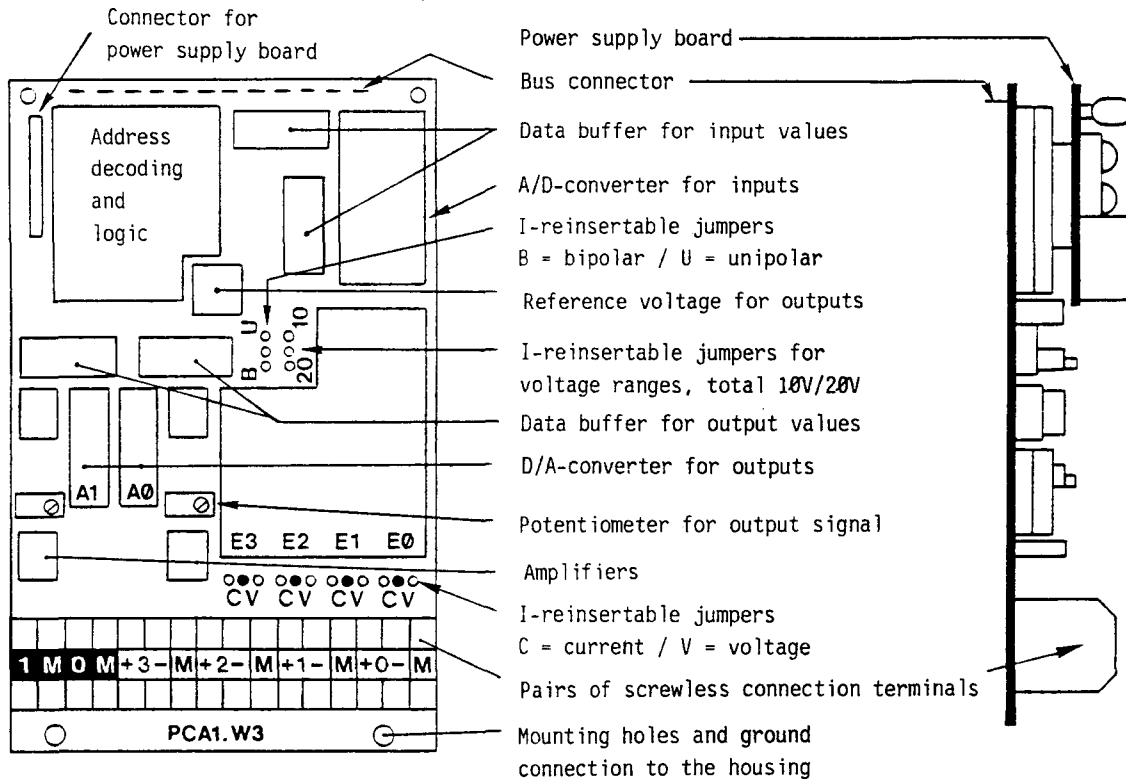 Connector for
power supply board
Power supply board
Bus connector
Data buffer for input values
A/D-converter for inputs
I-reinsertable jumpers
B = bipolar / U = unipolar
Reference voltage for outputs
I-reinsertable jumpers for
voltage ranges, total 10V/20V
Data buffer for output values
D/A-converter for outputs
Potentiometer for output signal
Amplifiers
I-reinsertable jumpers
C = current / V = voltage
Pairs of screwless connection terminals
Mounting holes and ground
connection to the housing
Address
decoding
and
logic
U 10
B 20
A1 A0
E3 E2 E1 E0
C V C V C V C V
1 M 0 M +3- M +2- M +1- M +0- M
PCA1.W3